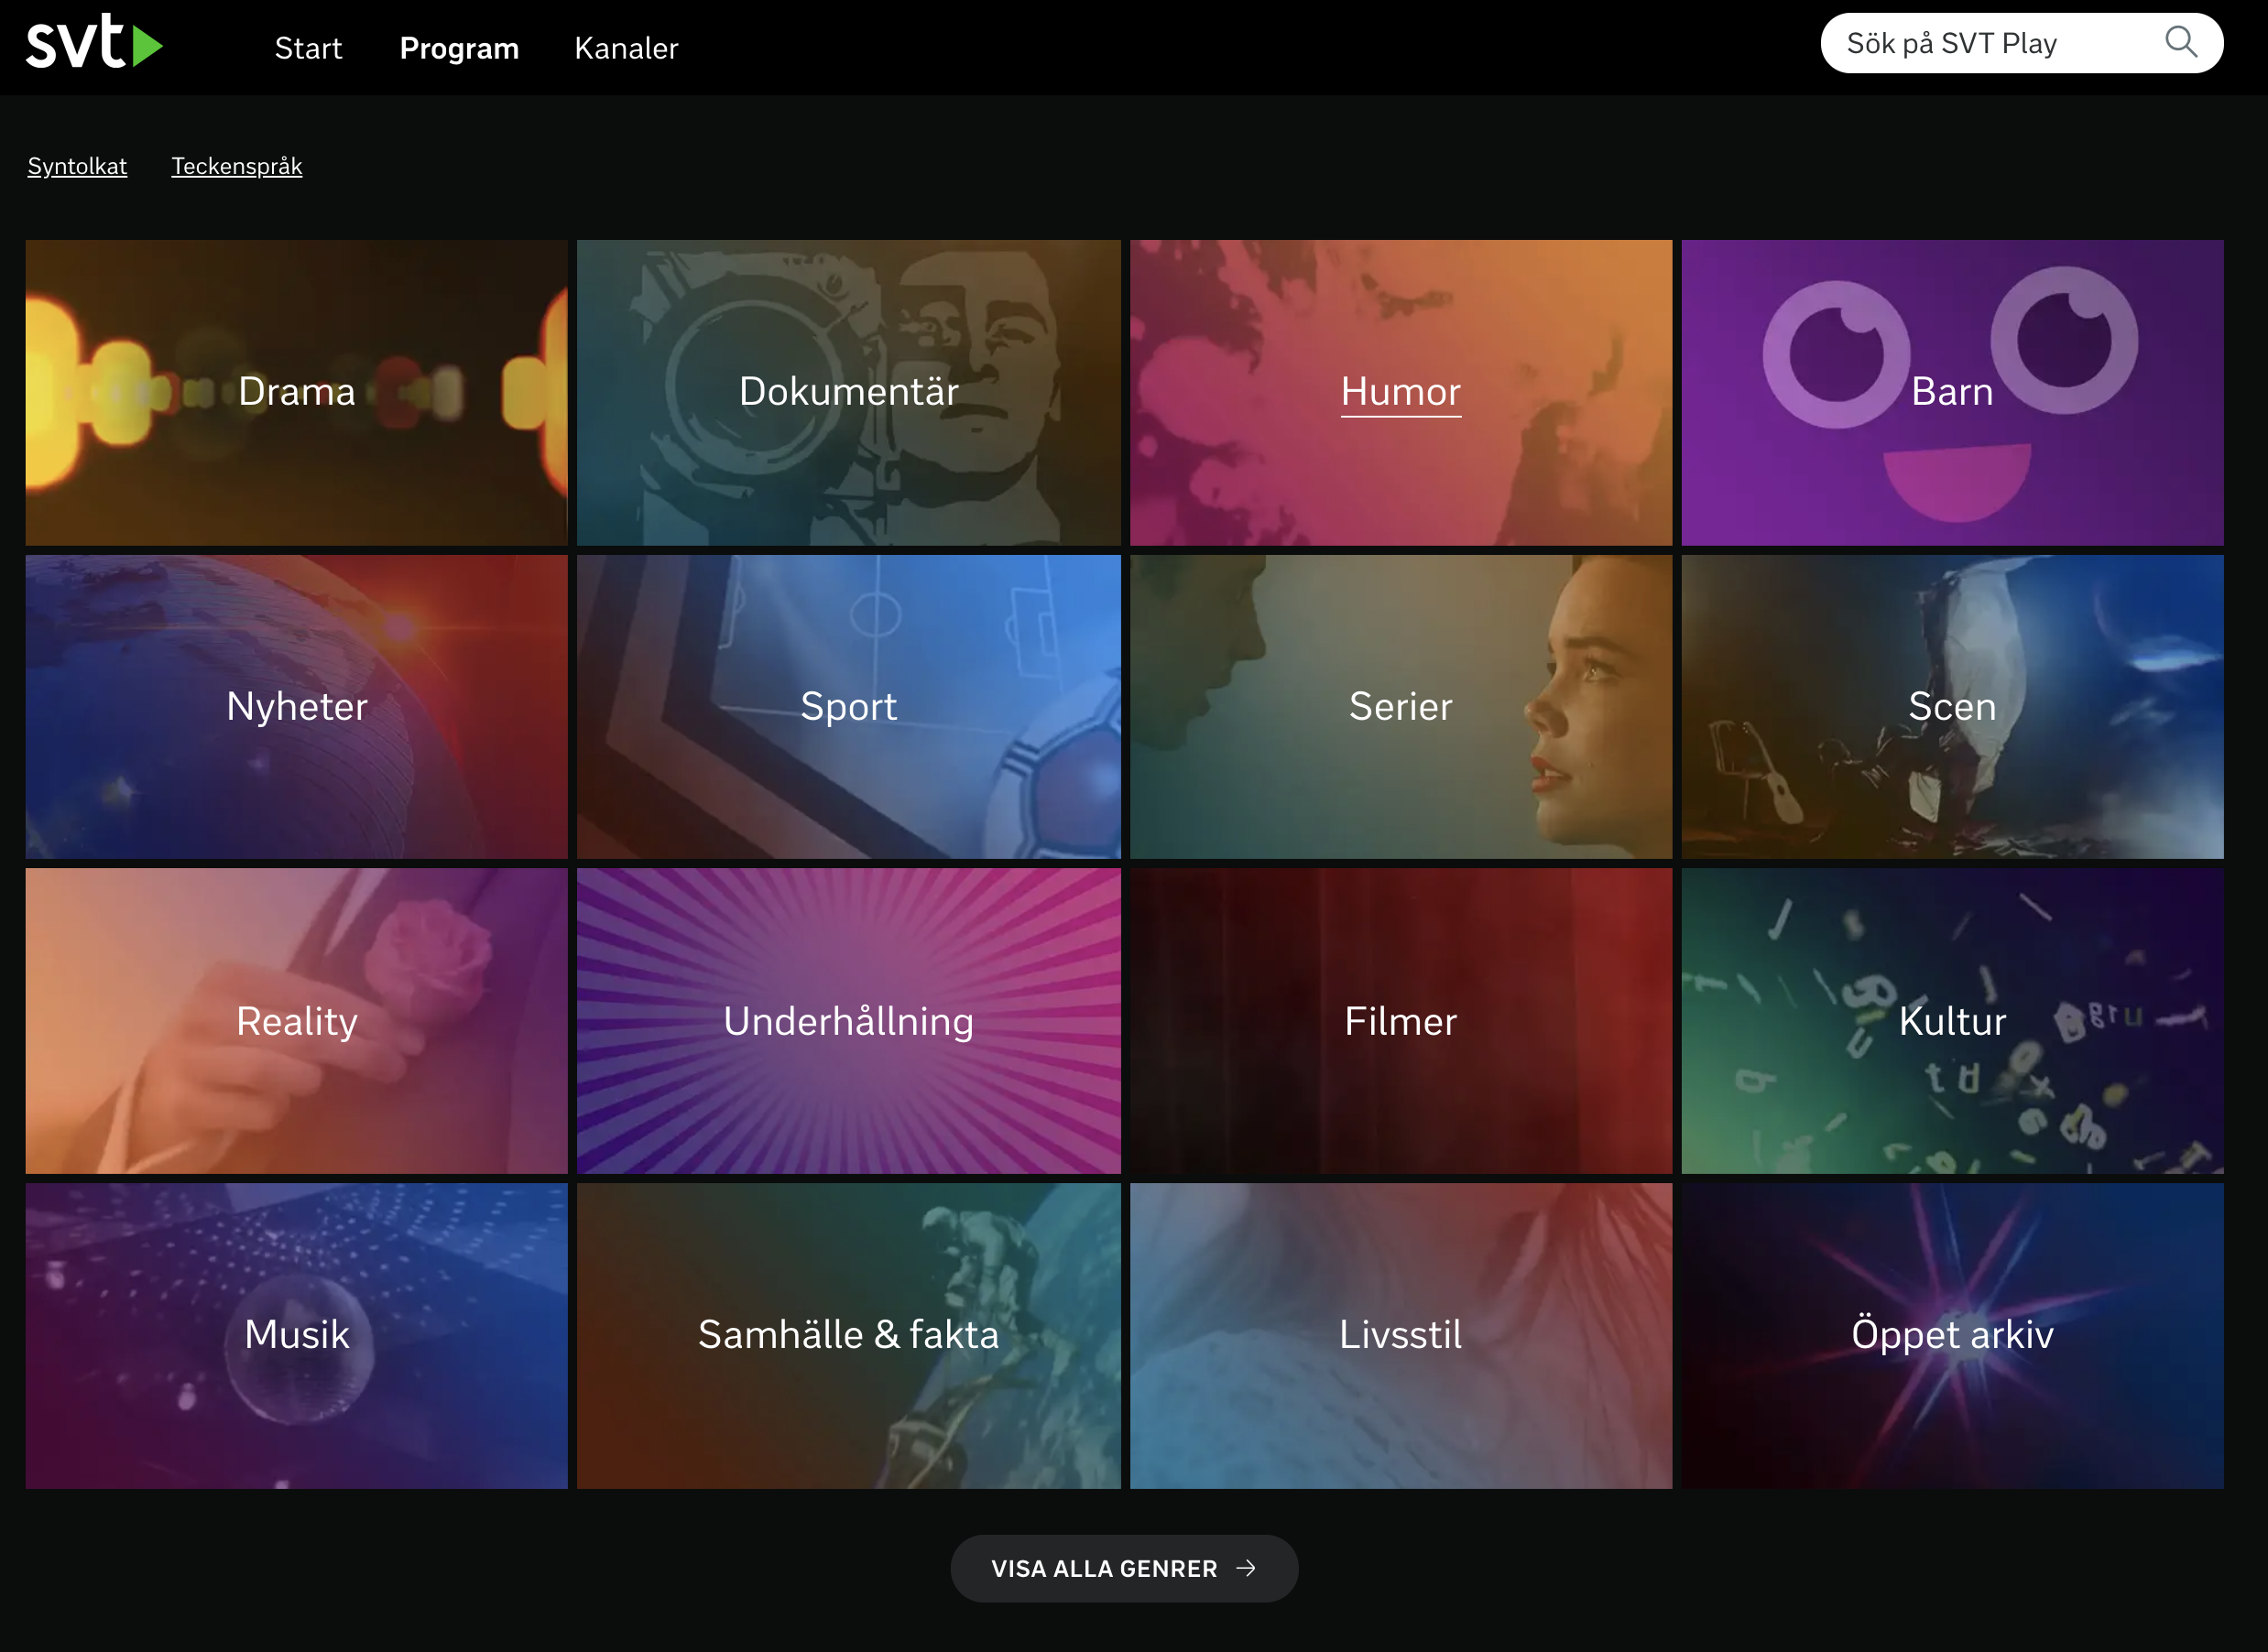 svt
Start Program Kanaler
Sök på SVT Play
Syntolkat Teckenspråk
Drama Dokumentär Humor Barn
Nyheter Sport Serier Scen
Reality Underhållning Filmer Kultur
Musik Samhälle & fakta Livsstil Öppet arkiv
VISA ALLA GENRER